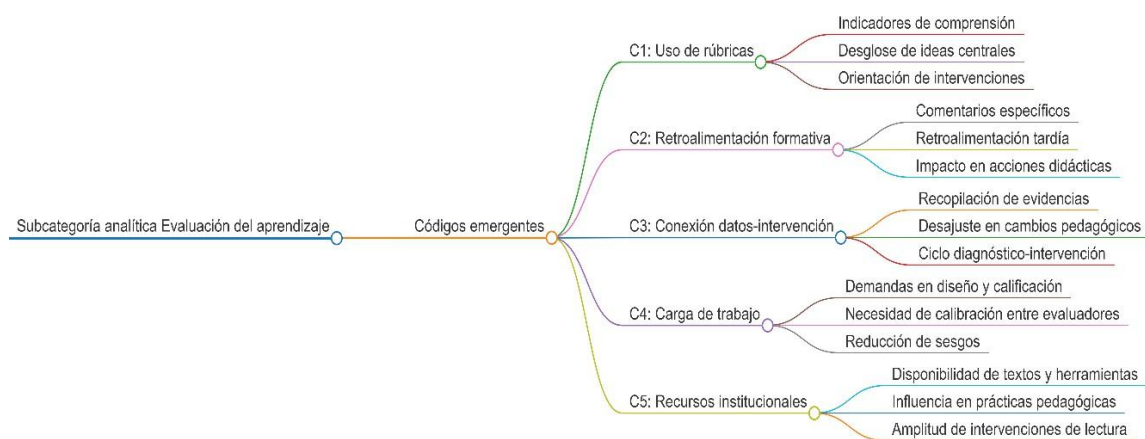 Subcategoría analítica Evaluación del aprendizaje
Códigos emergentes
C1: Uso de rúbricas
Indicadores de comprensión
Desglose de ideas centrales
Orientación de intervenciones
C2: Retroalimentación formativa
Comentarios específicos
Retroalimentación tardía
Impacto en acciones didácticas
C3: Conexión datos-intervención
Recopilación de evidencias
Desajuste en cambios pedagógicos
Ciclo diagnóstico-intervención
C4: Carga de trabajo
Demandas en diseño y calificación
Necesidad de calibración entre evaluadores
Reducción de sesgos
C5: Recursos institucionales
Disponibilidad de textos y herramientas
Influencia en prácticas pedagógicas
Amplitud de intervenciones de lectura